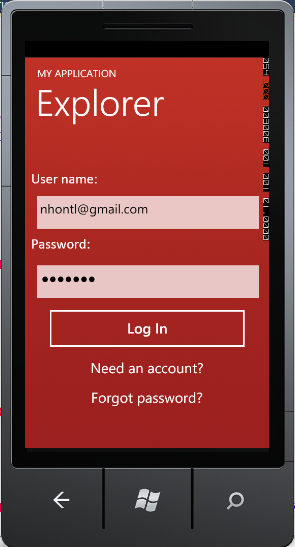 MY APPLICATION
Explorer
User name:
nhontl@gmail.com
Password:
•••••••
Log In
Need an account?
Forgot password?